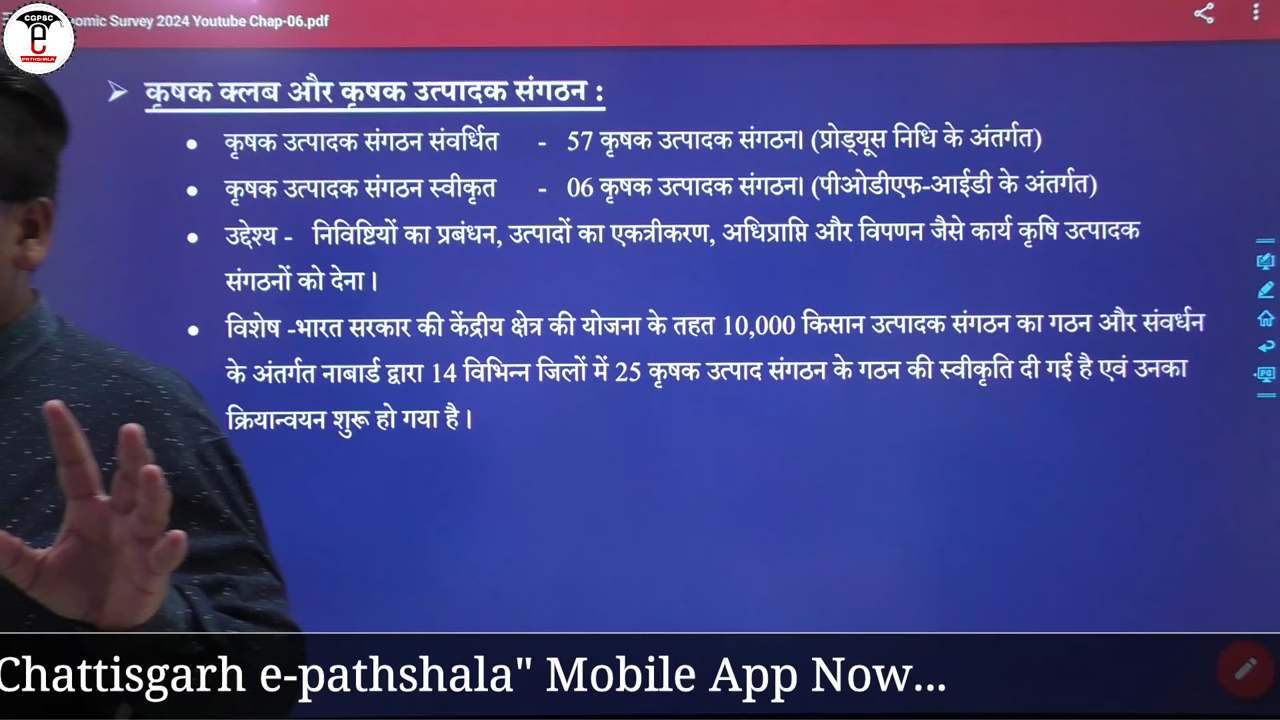 CGPSC
e
PATHSHALA
omic Survey 2024 Youtube Chap-06.pdf
➢ कृषक क्लब और कृषक उत्पादक संगठन :
• कृषक उत्पादक संगठन संवर्धित - 57 कृषक उत्पादक संगठन। (प्रोड्यूस निधि के अंतर्गत)
• कृषक उत्पादक संगठन स्वीकृत - 06 कृषक उत्पादक संगठन। (पीओडीएफ-आईडी के अंतर्गत)
• उद्देश्य - निविष्टियों का प्रबंधन, उत्पादों का एकत्रीकरण, अधिप्राप्ति और विपणन जैसे कार्य कृषि उत्पादक
संगठनों को देना।
• विशेष -भारत सरकार की केंद्रीय क्षेत्र की योजना के तहत 10,000 किसान उत्पादक संगठन का गठन और संवर्धन
के अंतर्गत नाबार्ड द्वारा 14 विभिन्न जिलों में 25 कृषक उत्पाद संगठन के गठन की स्वीकृति दी गई है एवं उनका
क्रियान्वयन शुरू हो गया है।
PC
Chattisgarh e-pathshala" Mobile App Now...